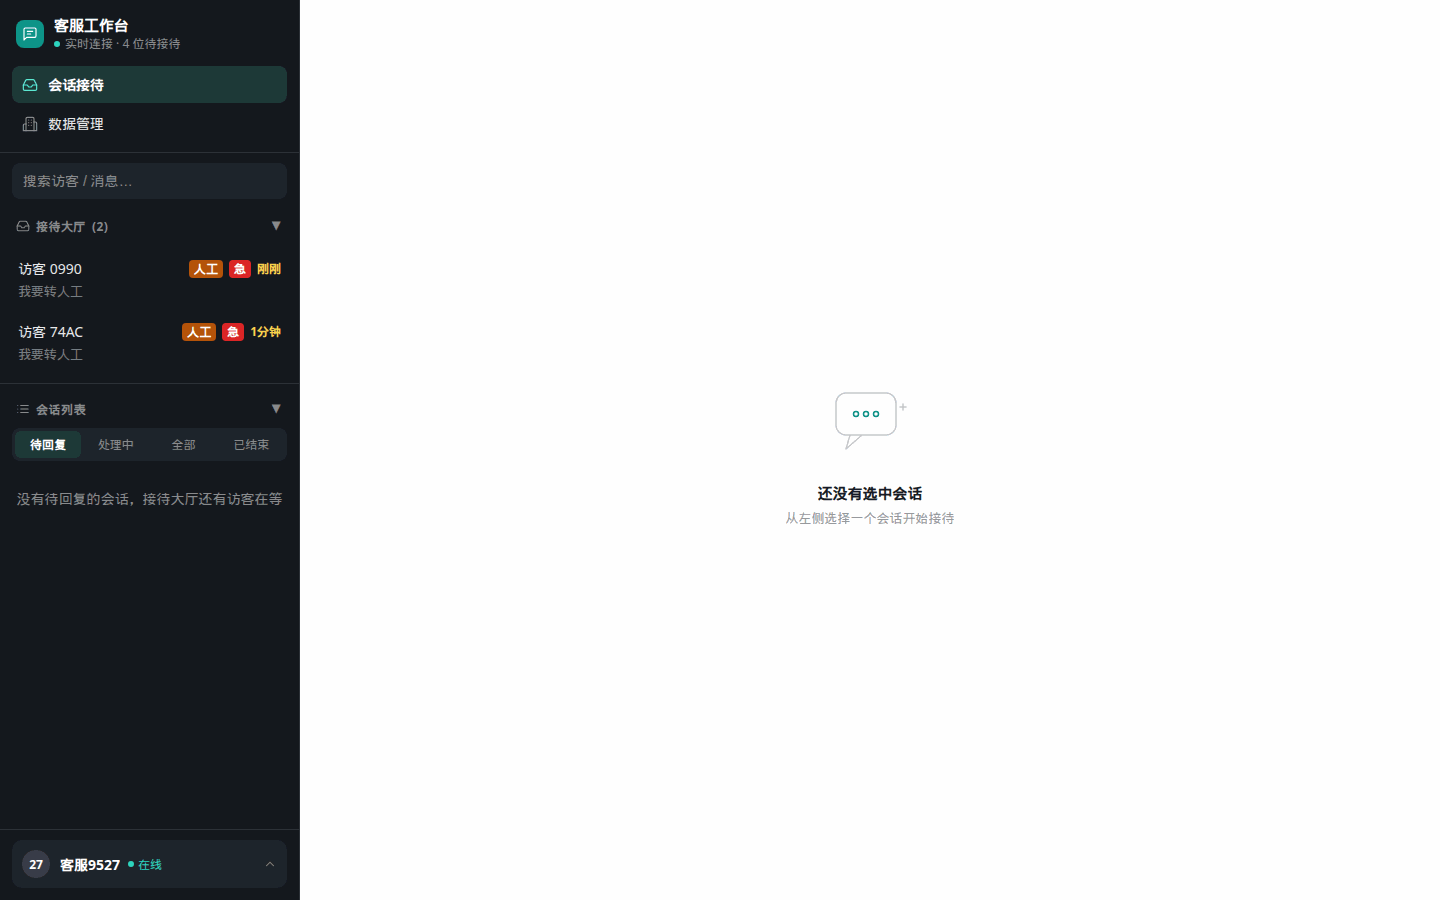 客服工作台
实时连接 · 4 位待接待
会话接待
数据管理
搜索访客 / 消息...
接待大厅 (2)
访客 0990 人工 急 刚刚
我要转人工
访客 74AC 人工 急 1分钟
我要转人工
会话列表
待回复 处理中 全部 已结束
没有待回复的会话，接待大厅还有访客在等
还没有选中会话
从左侧选择一个会话开始接待
27 客服9527 在线